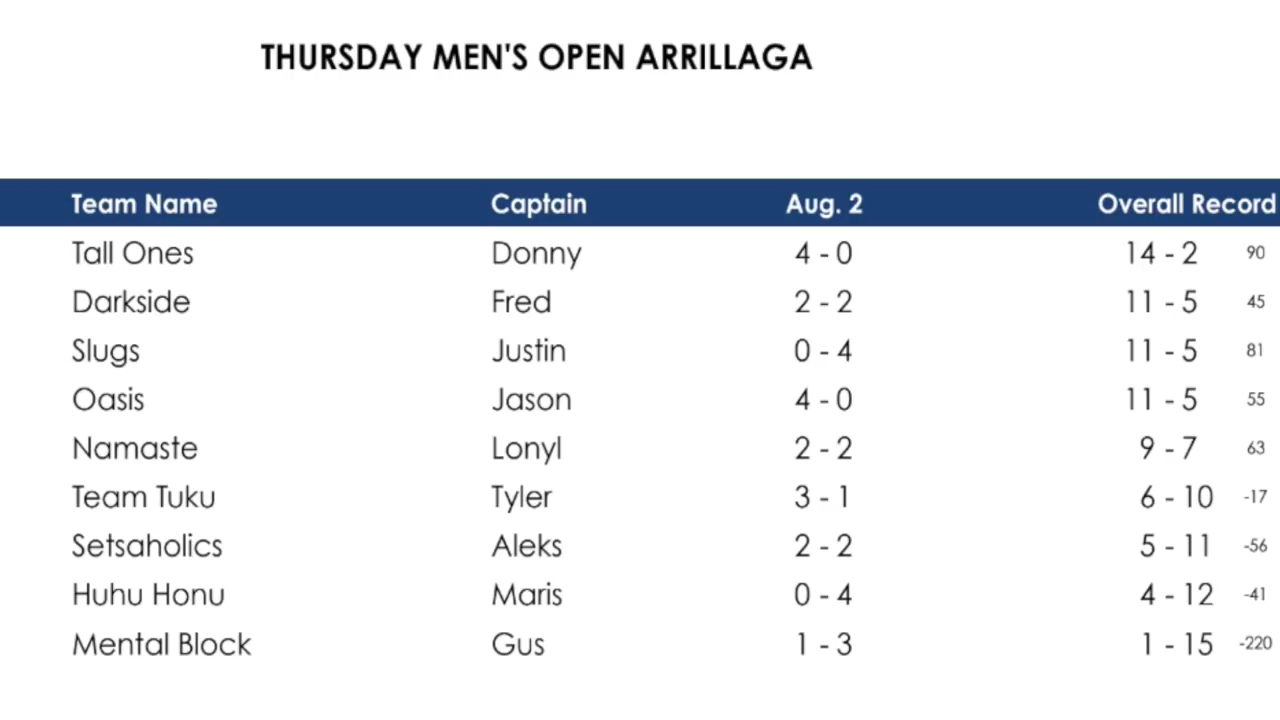 THURSDAY MEN'S OPEN ARRILLAGA
Team Name Captain Aug. 2 Overall Record
Tall Ones Donny 4 - 0 14 - 2 90
Darkside Fred 2 - 2 11 - 5 45
Slugs Justin 0 - 4 11 - 5 81
Oasis Jason 4 - 0 11 - 5 55
Namaste Lonyl 2 - 2 9 - 7 63
Team Tuku Tyler 3 - 1 6 - 10 -17
Setsaholics Aleks 2 - 2 5 - 11 -56
Huhu Honu Maris 0 - 4 4 - 12 -41
Mental Block Gus 1 - 3 1 - 15 -220